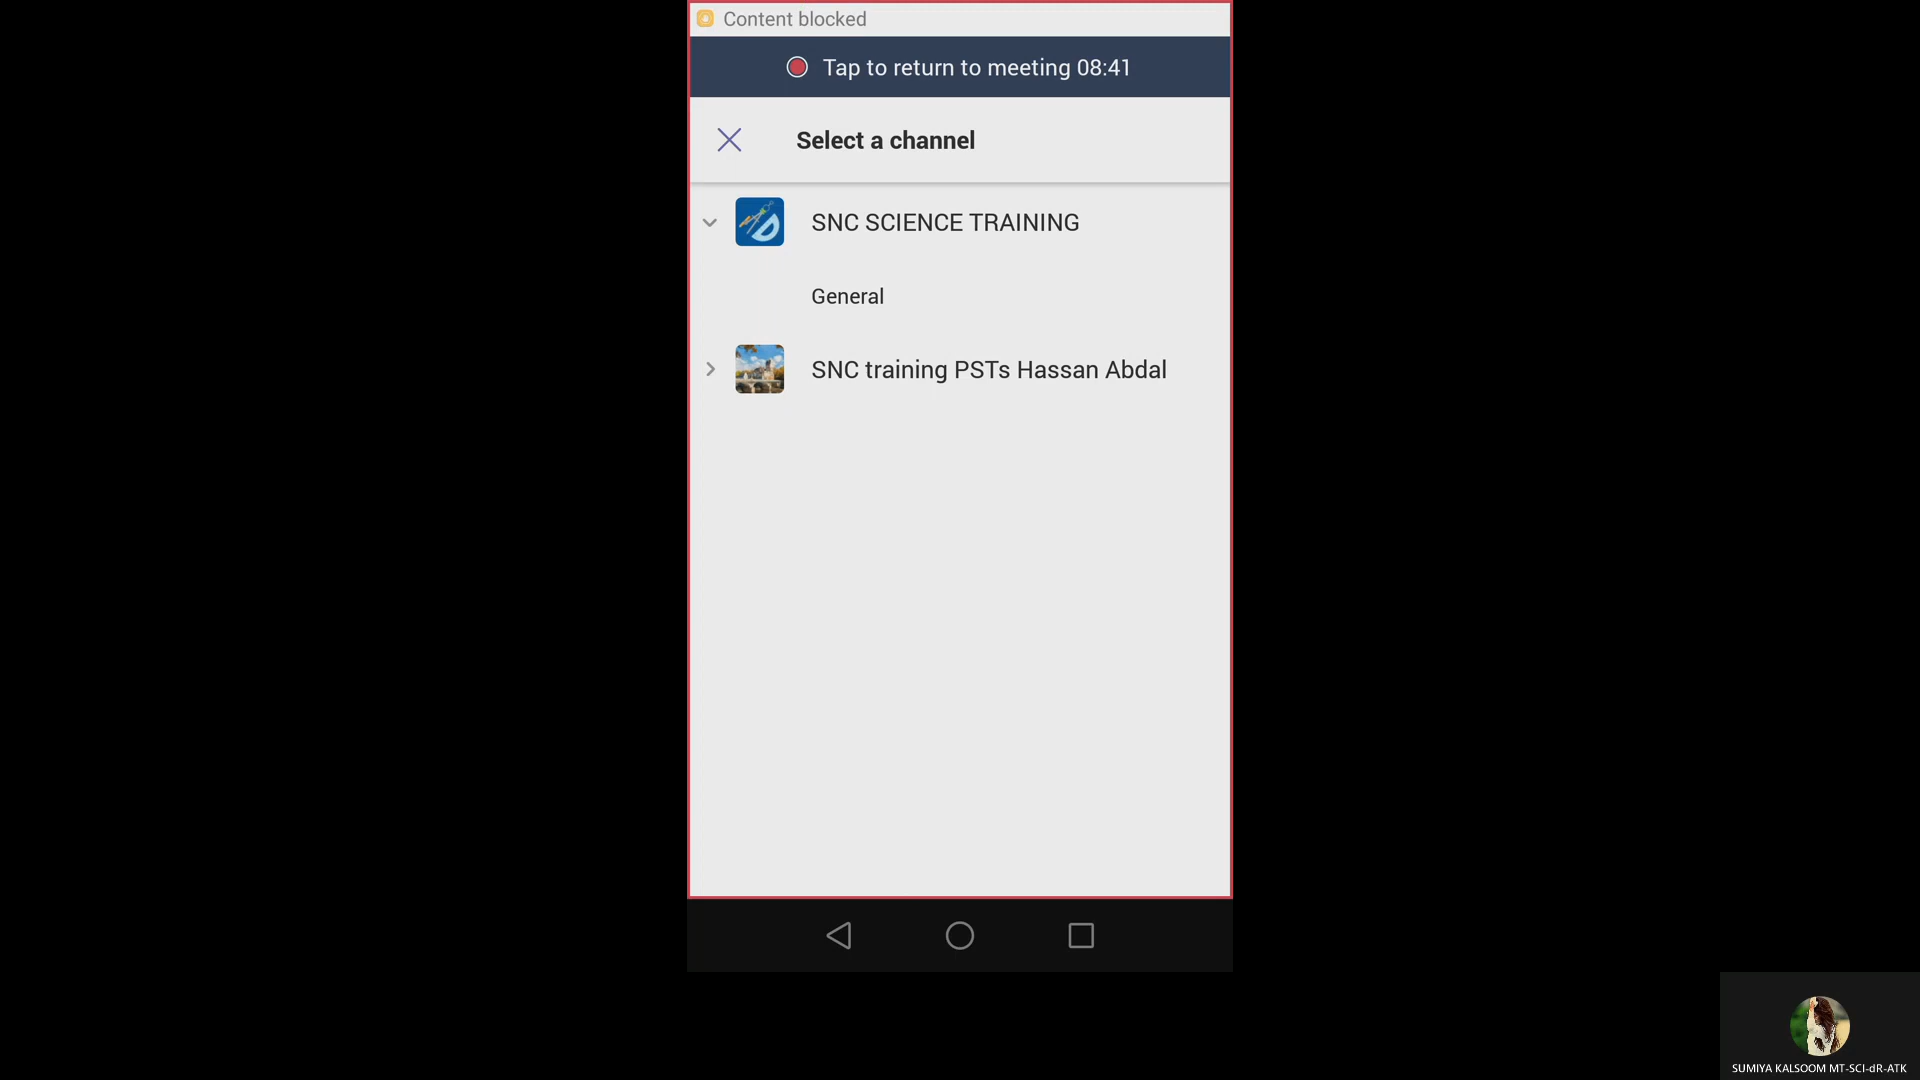 Content blocked
Tap to return to meeting 08:41
Select a channel
SNC SCIENCE TRAINING
General
SNC training PSTs Hassan Abdal
SUMIYA KALSOOM MT-SCI-dR-ATK